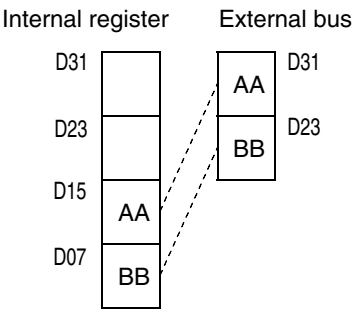 Internal register External bus
D31 D31
AA
D23 D23
BB
D15
AA
D07
BB